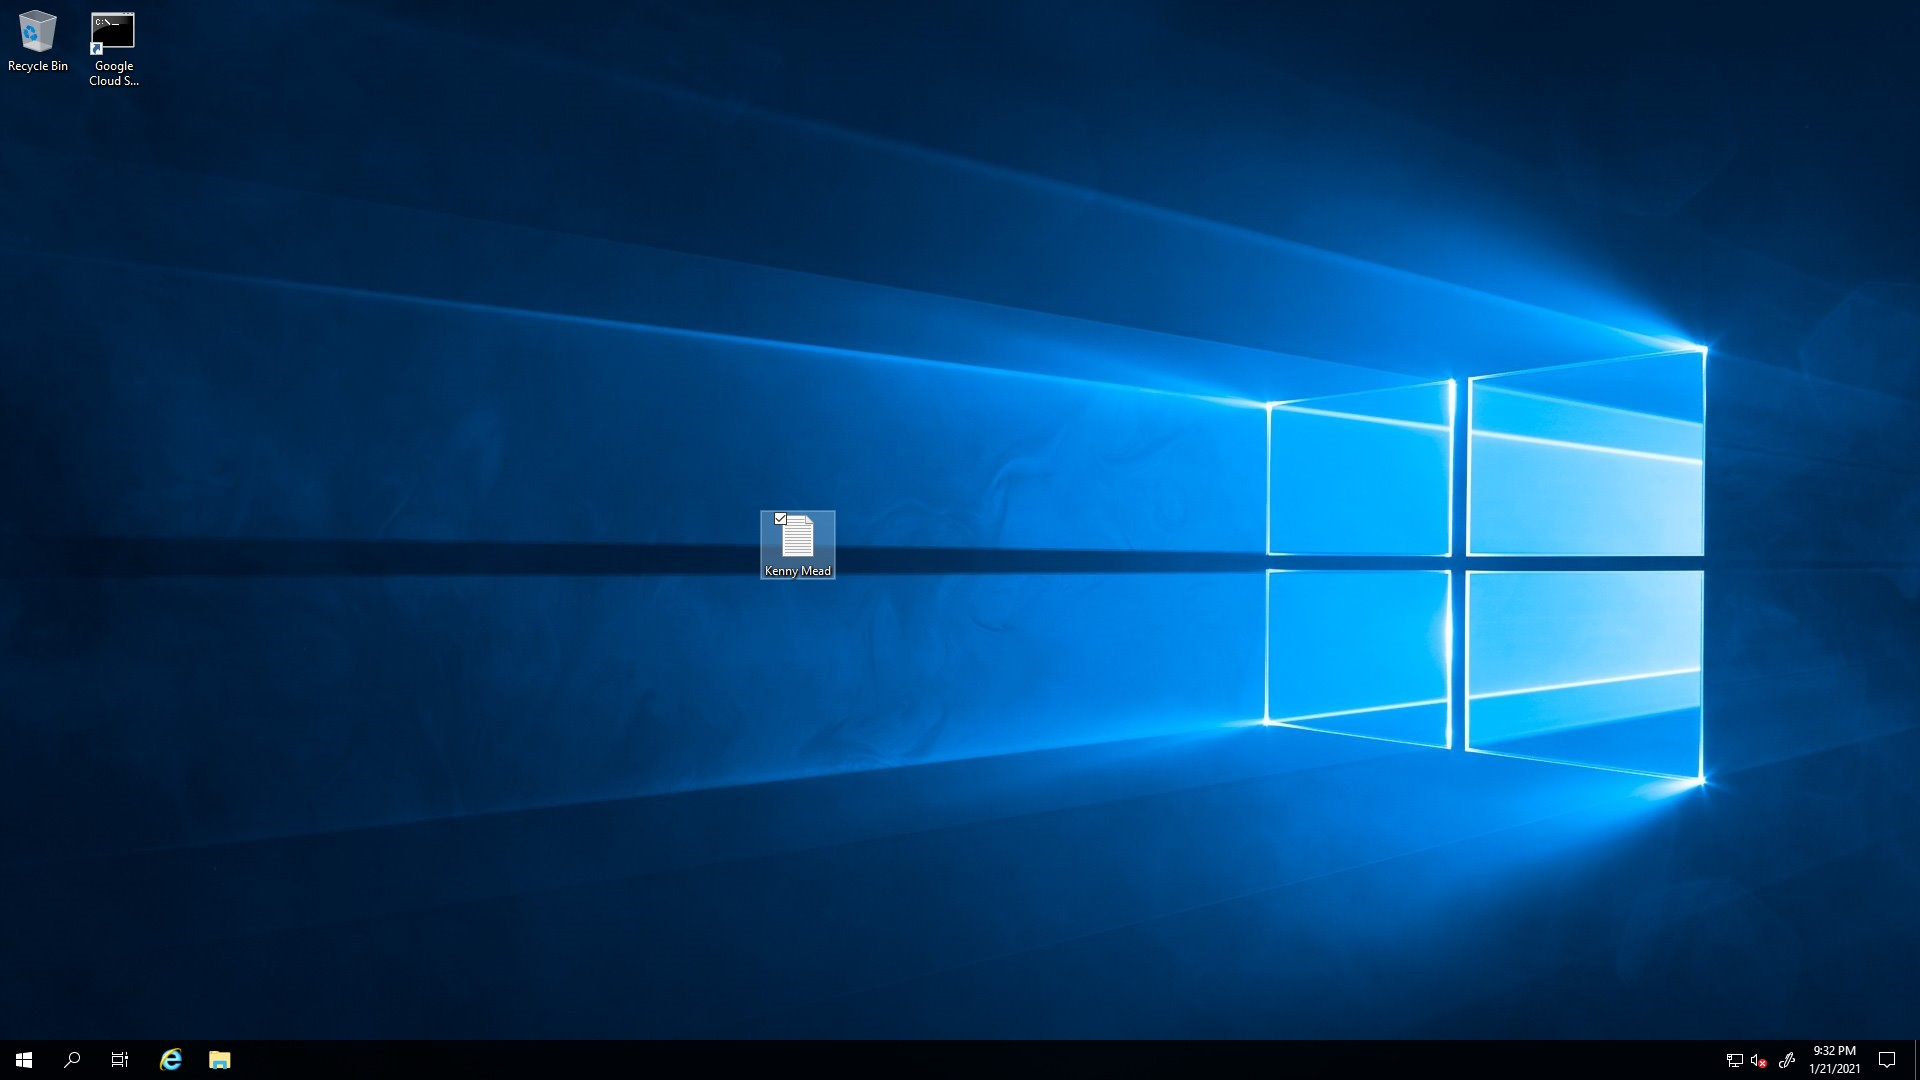 Recycle Bin
Google
Cloud S...
C:\_
Kenny Mead
9:32 PM
1/21/2021